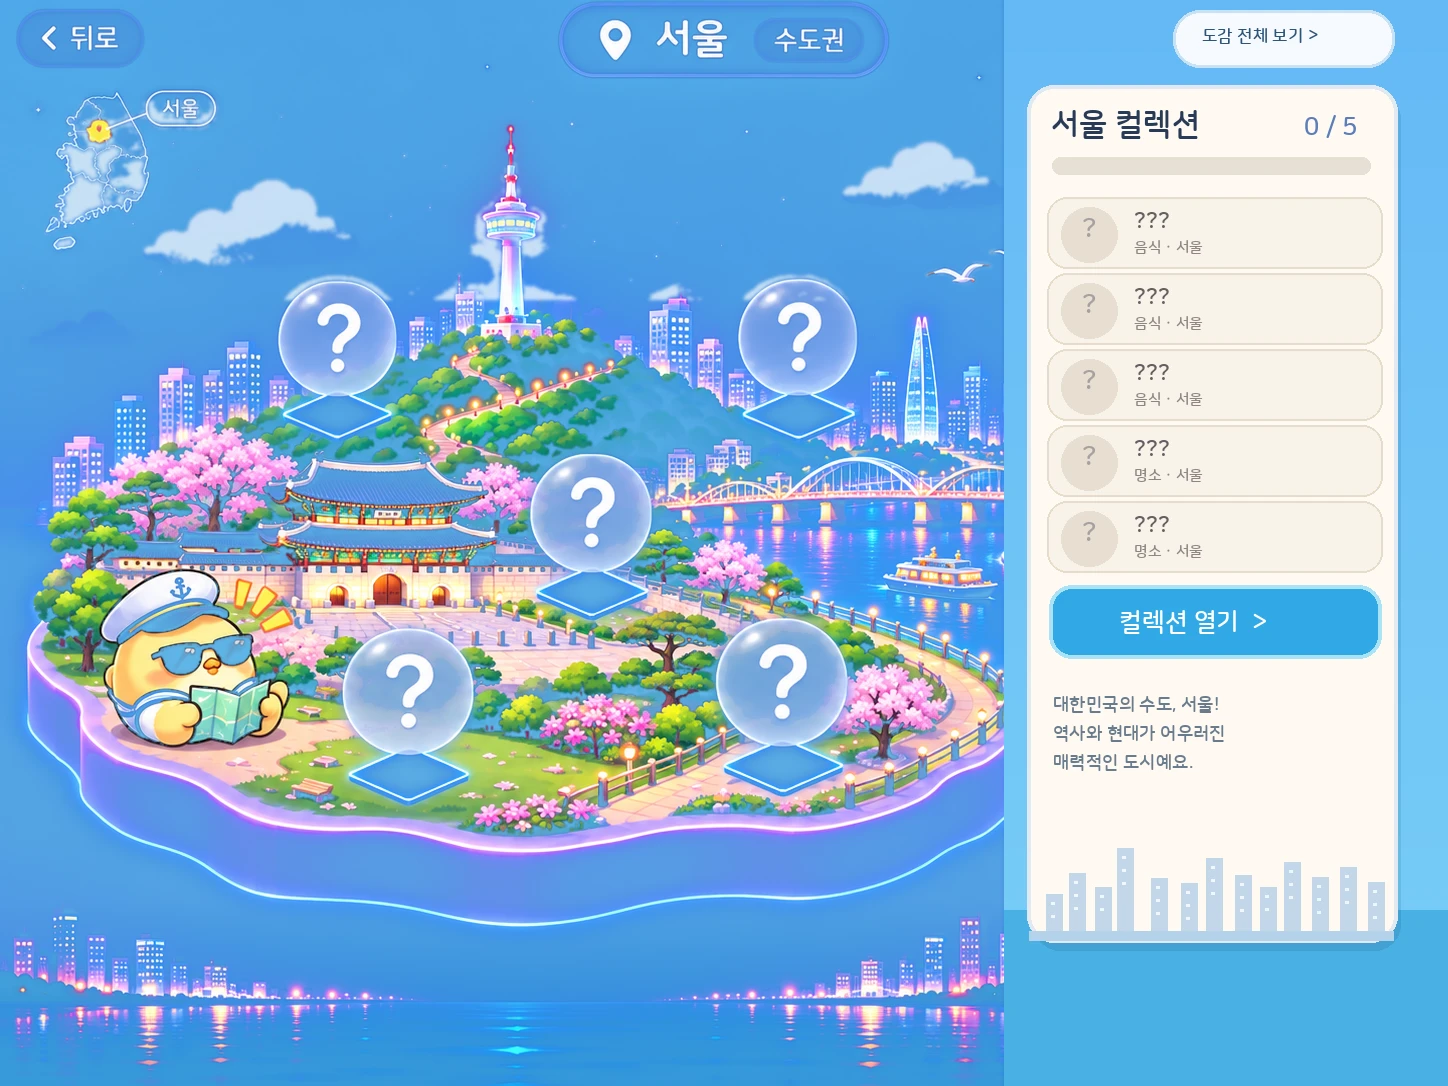 뒤로
서울 수도권
도감 전체 보기 >
서울
서울 컬렉션 0 / 5
?
???
음식 · 서울
?
???
음식 · 서울
?
???
음식 · 서울
?
???
명소 · 서울
?
???
명소 · 서울
?
?
?
?
?
컬렉션 열기 >
대한민국의 수도, 서울!
역사와 현대가 어우러진
매력적인 도시예요.